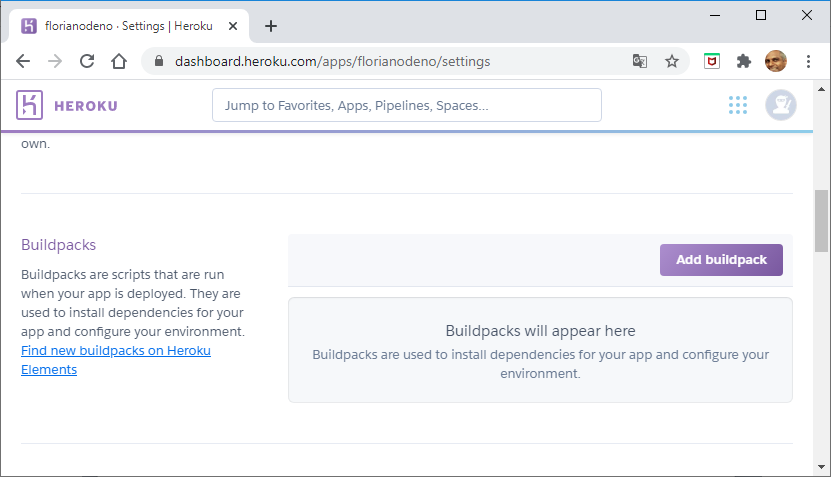 florianodeno · Settings | Heroku
dashboard.heroku.com/apps/florianodeno/settings
HEROKU
Jump to Favorites, Apps, Pipelines, Spaces...
own.
Buildpacks
Buildpacks are scripts that are run
when your app is deployed. They are
used to install dependencies for your
app and configure your environment.
Find new buildpacks on Heroku
Elements
Add buildpack
Buildpacks will appear here
Buildpacks are used to install dependencies for your app and configure your
environment.